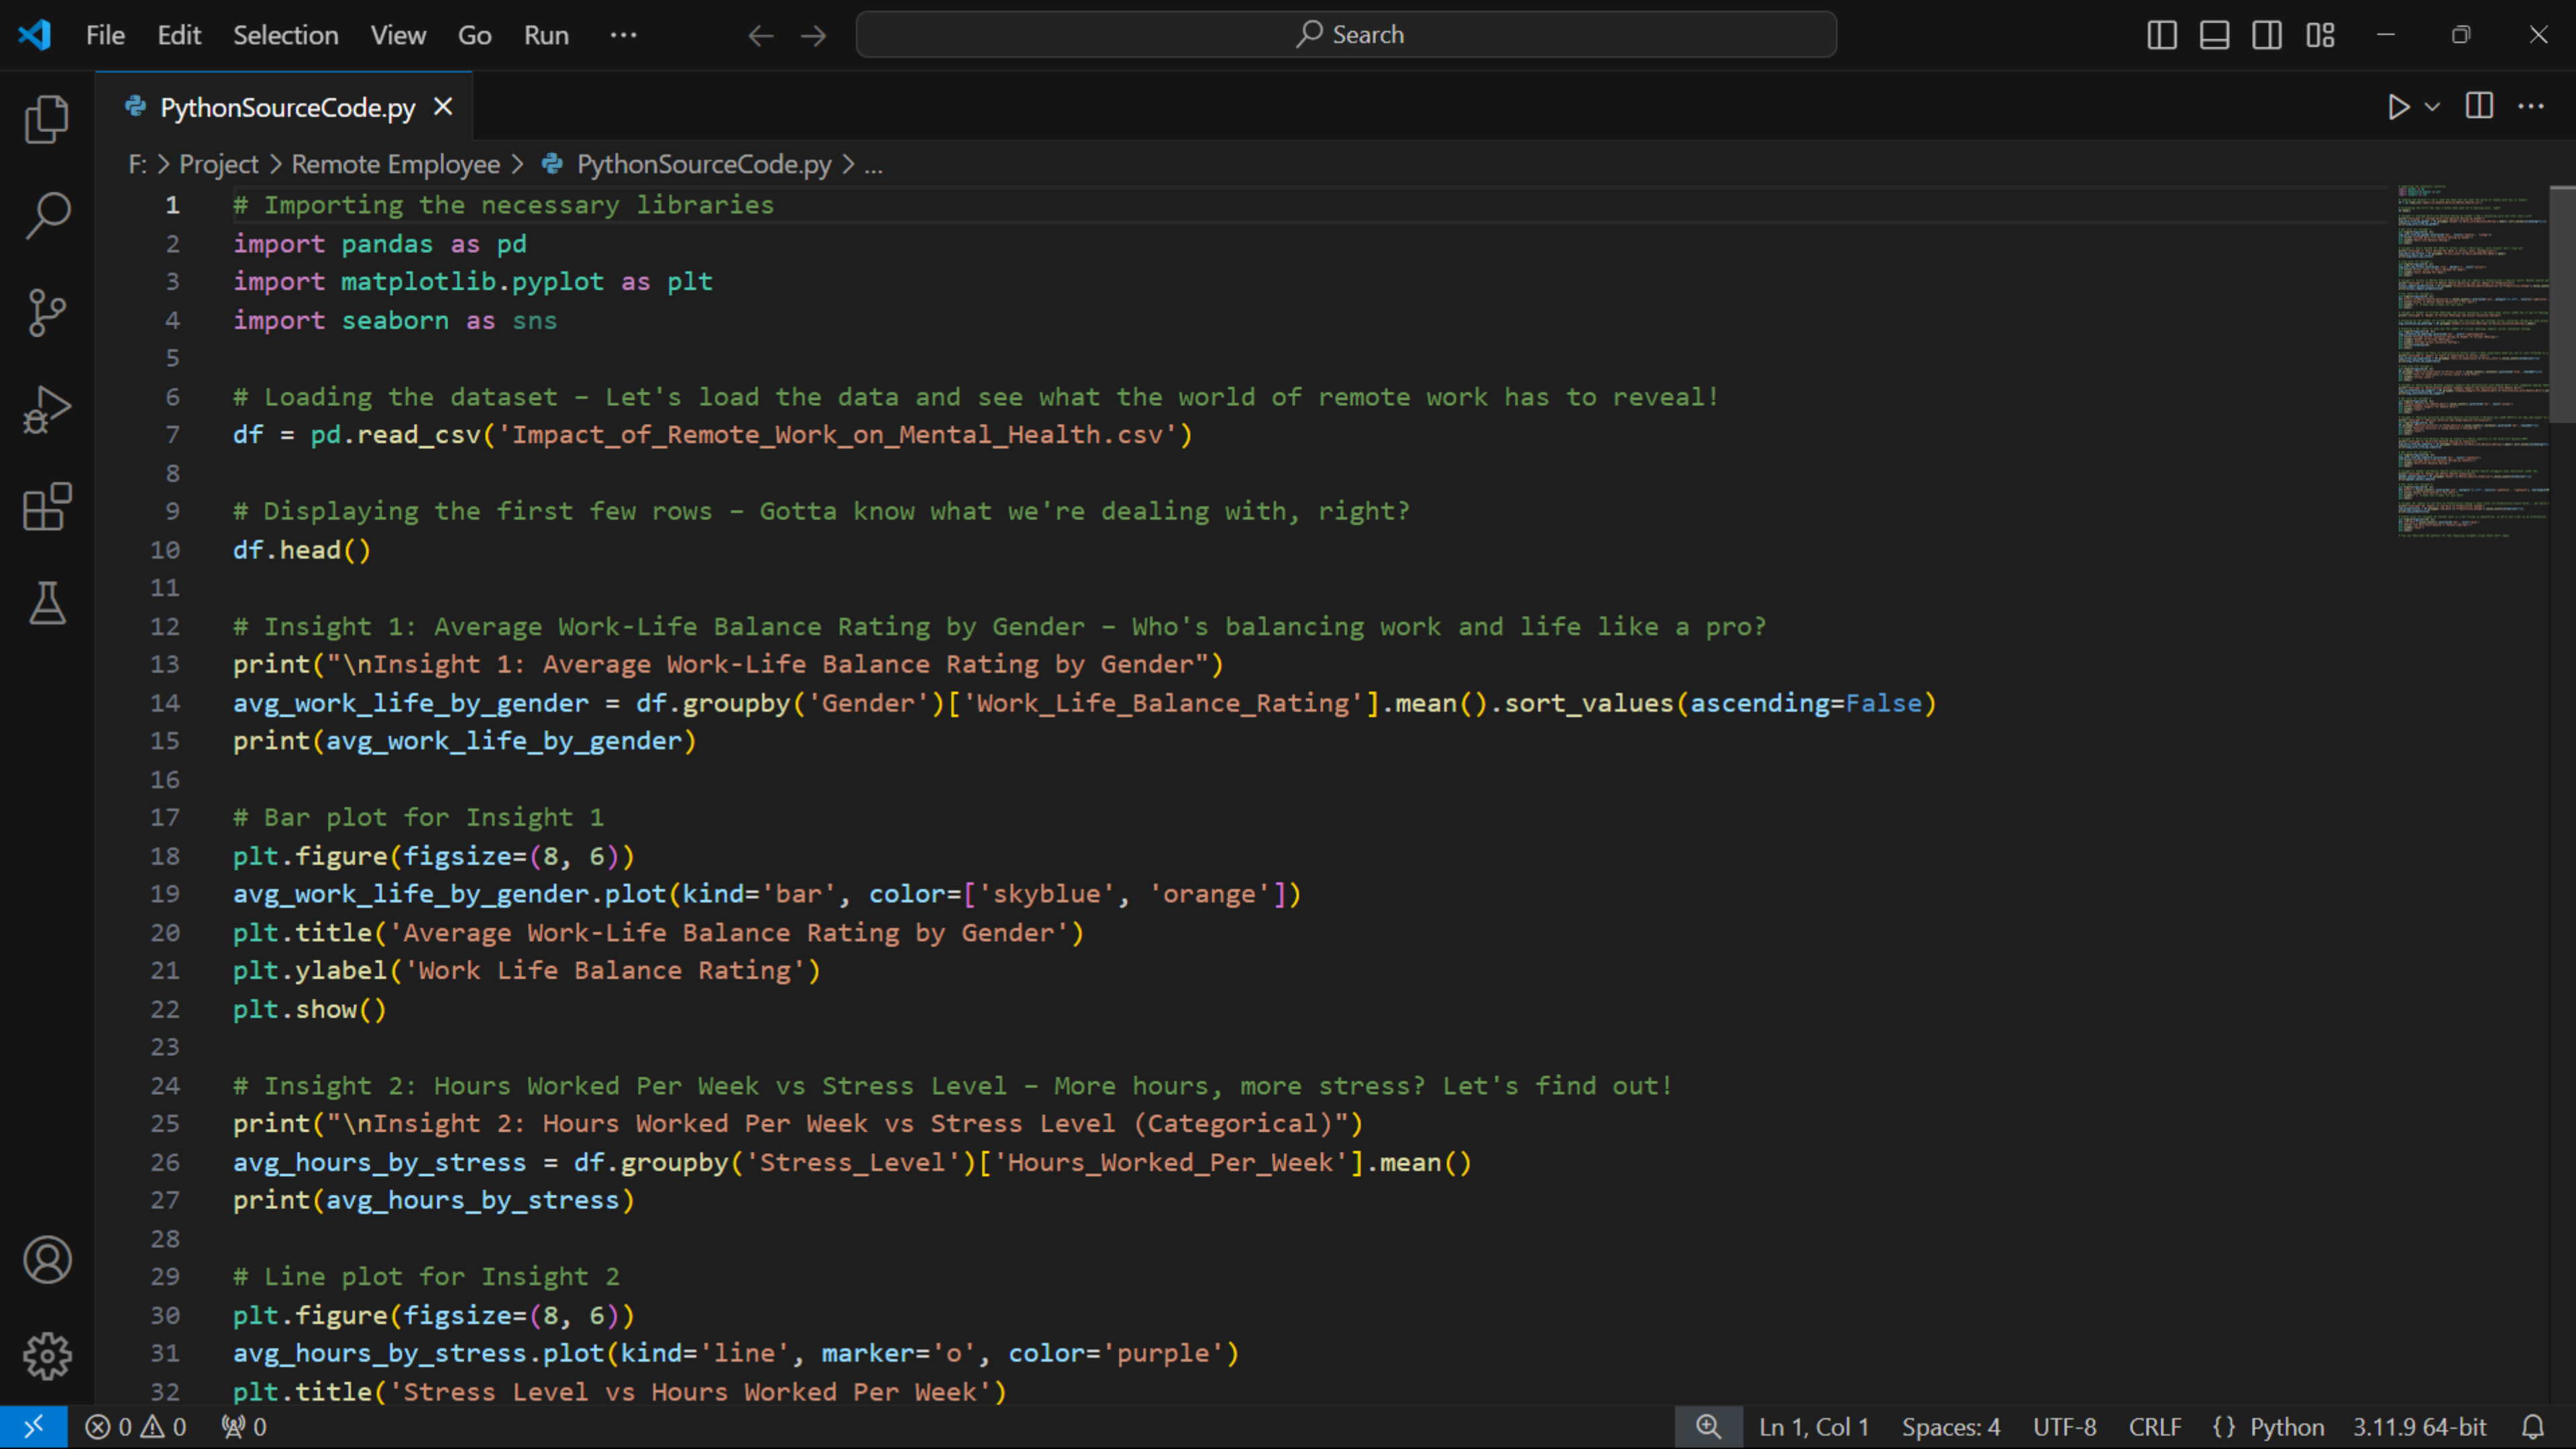 File Edit Selection View Go Run ··· Search
PythonSourceCode.py
F: > Project > Remote Employee > PythonSourceCode.py > ...
1 # Importing the necessary libraries
2 import pandas as pd
3 import matplotlib.pyplot as plt
4 import seaborn as sns
5
6 # Loading the dataset – Let's load the data and see what the world of remote work has to reveal!
7 df = pd.read_csv('Impact_of_Remote_Work_on_Mental_Health.csv')
8
9 # Displaying the first few rows – Gotta know what we're dealing with, right?
10 df.head()
11
12 # Insight 1: Average Work-Life Balance Rating by Gender – Who's balancing work and life like a pro?
13 print("\nInsight 1: Average Work-Life Balance Rating by Gender")
14 avg_work_life_by_gender = df.groupby('Gender')['Work_Life_Balance_Rating'].mean().sort_values(ascending=False)
15 print(avg_work_life_by_gender)
16
17 # Bar plot for Insight 1
18 plt.figure(figsize=(8, 6))
19 avg_work_life_by_gender.plot(kind='bar', color=['skyblue', 'orange'])
20 plt.title('Average Work-Life Balance Rating by Gender')
21 plt.ylabel('Work Life Balance Rating')
22 plt.show()
23
24 # Insight 2: Hours Worked Per Week vs Stress Level – More hours, more stress? Let's find out!
25 print("\nInsight 2: Hours Worked Per Week vs Stress Level (Categorical)")
26 avg_hours_by_stress = df.groupby('Stress_Level')['Hours_Worked_Per_Week'].mean()
27 print(avg_hours_by_stress)
28
29 # Line plot for Insight 2
30 plt.figure(figsize=(8, 6))
31 avg_hours_by_stress.plot(kind='line', marker='o', color='purple')
32 plt.title('Stress Level vs Hours Worked Per Week')
0 0 0 Ln 1, Col 1 Spaces: 4 UTF-8 CRLF {} Python 3.11.9 64-bit